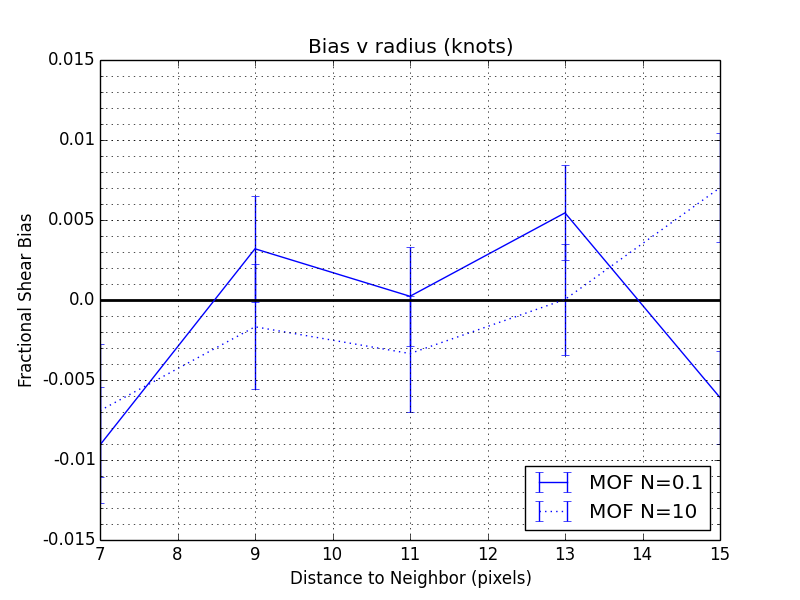 Bias v radius (knots)
0.015
0.01
0.005
0.0
-0.005
-0.01
-0.015
Fractional Shear Bias
7 8 9 10 11 12 13 14 15
Distance to Neighbor (pixels)
MOF N=0.1
MOF N=10